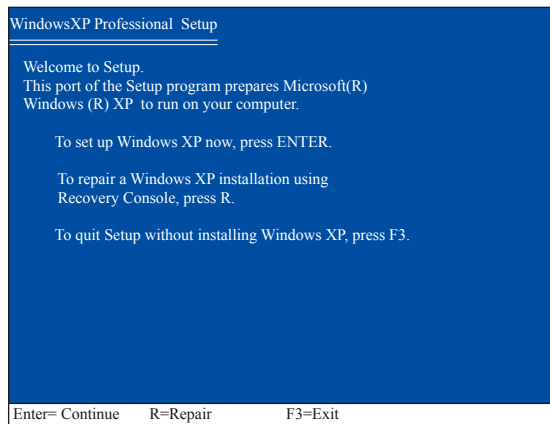 WindowsXP Professional Setup
Welcome to Setup.
This port of the Setup program prepares Microsoft(R)
Windows (R) XP to run on your computer.
To set up Windows XP now, press ENTER.
To repair a Windows XP installation using
Recovery Console, press R.
To quit Setup without installing Windows XP, press F3.
Enter= Continue R=Repair F3=Exit